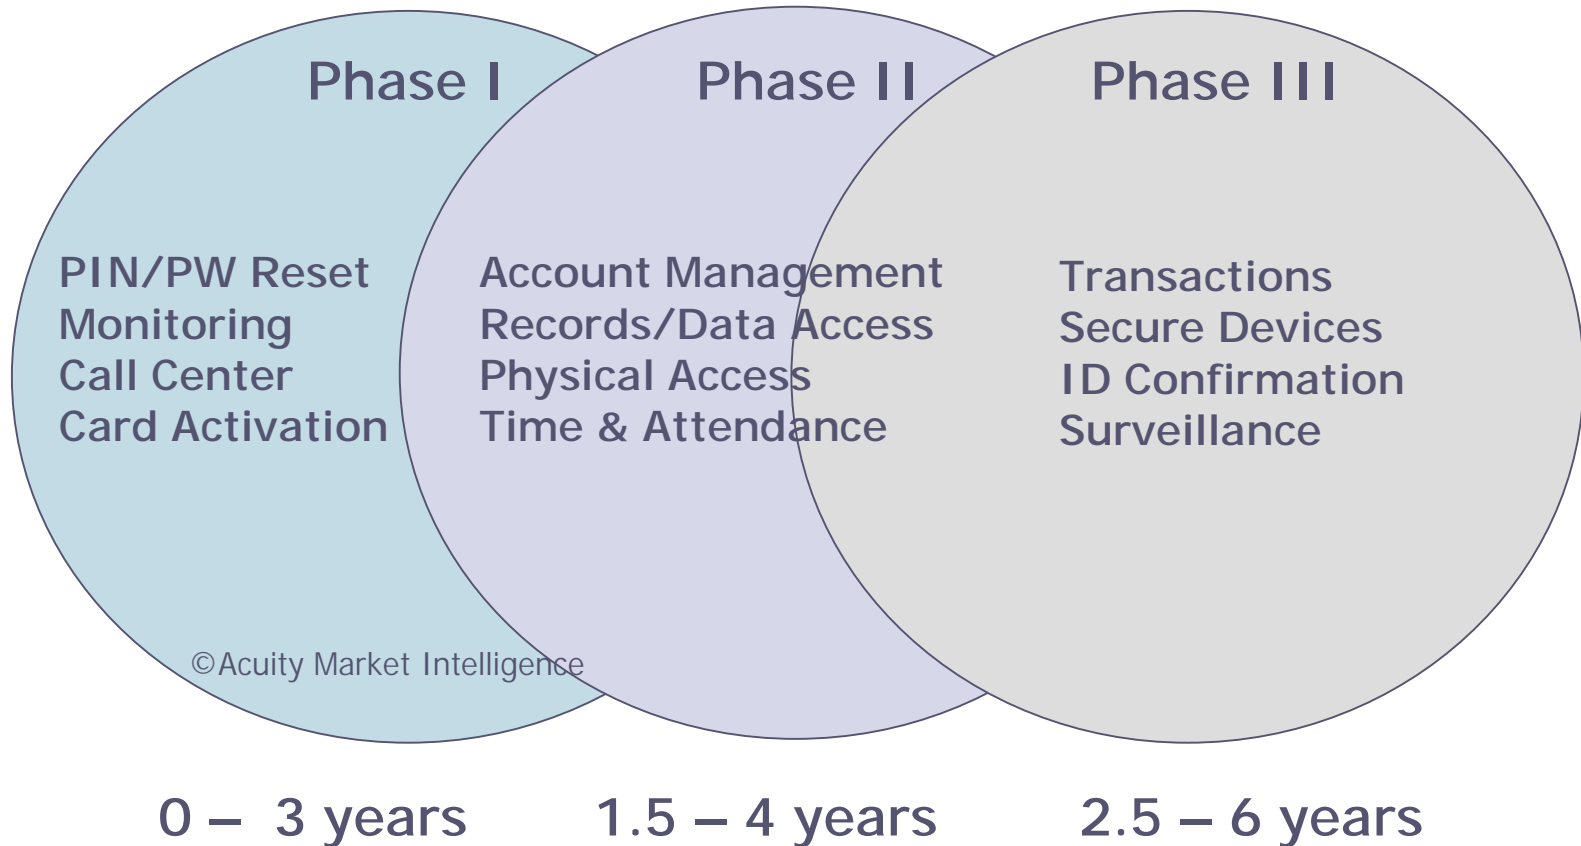 Phase I
Phase II
Phase III
PIN/PW Reset
Monitoring
Call Center
Card Activation
Account Management
Records/Data Access
Physical Access
Time & Attendance
Transactions
Secure Devices
ID Confirmation
Surveillance
©Acuity Market Intelligence
0 – 3 years
1.5 – 4 years
2.5 – 6 years